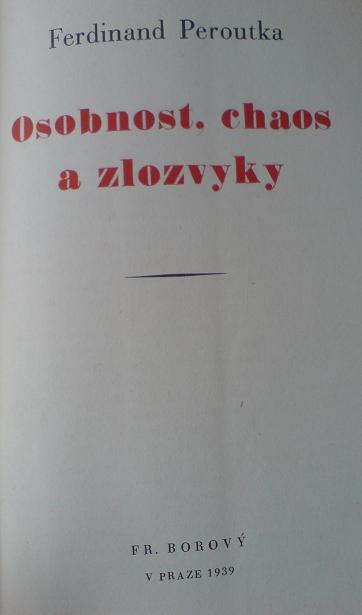 Ferdinand Peroutka
Osobnost, chaos
a zlozvyky
FR. BOROVÝ
V PRAZE 1939